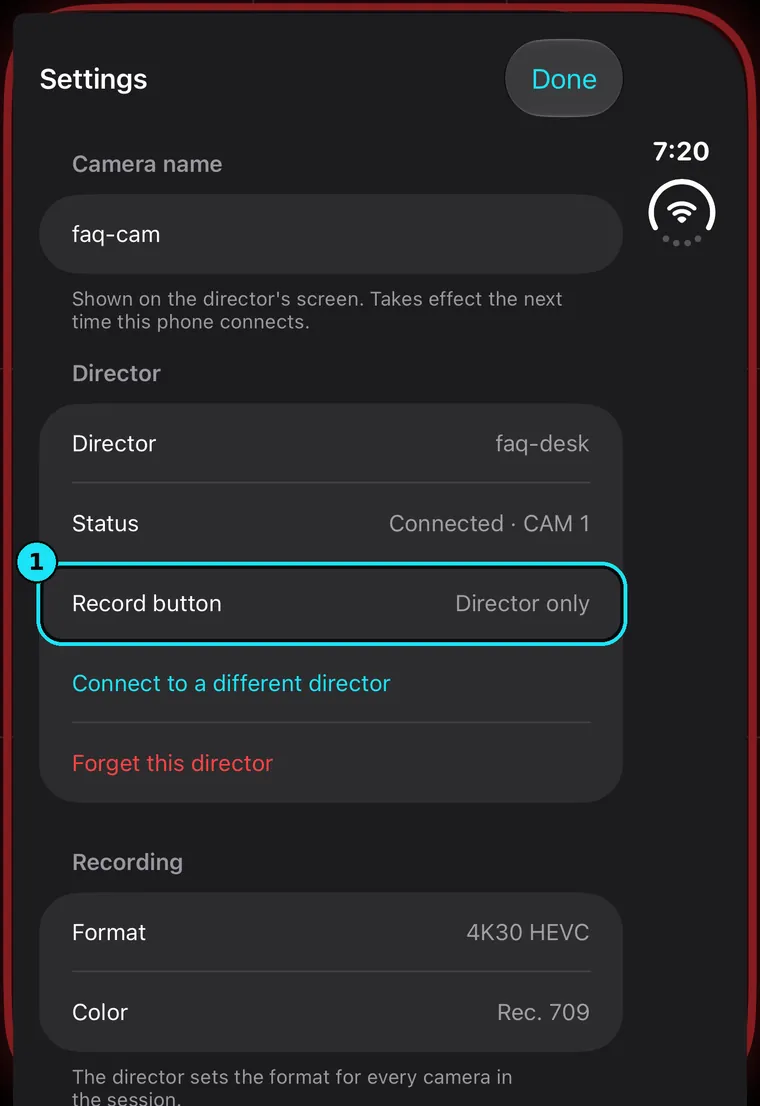 Settings
Done
7:20
Camera name
faq-cam
Shown on the director's screen. Takes effect the next
time this phone connects.
Director
Director faq-desk
Status Connected · CAM 1
1
Record button Director only
Connect to a different director
Forget this director
Recording
Format 4K30 HEVC
Color Rec. 709
The director sets the format for every camera in
the session.